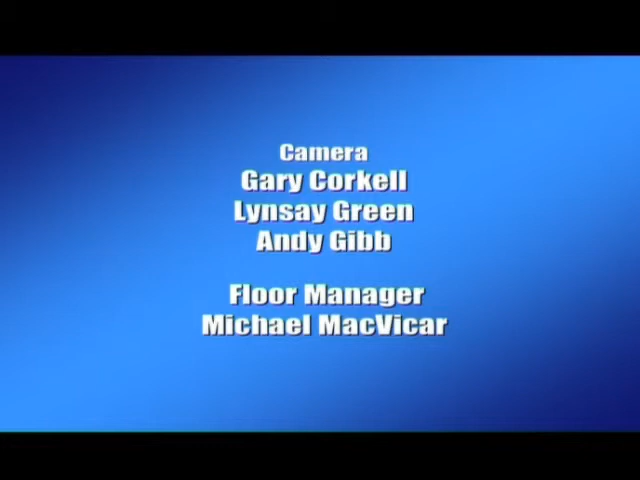 Camera
Gary Corkell
Lynsay Green
Andy Gibb
Floor Manager
Michael MacVicar